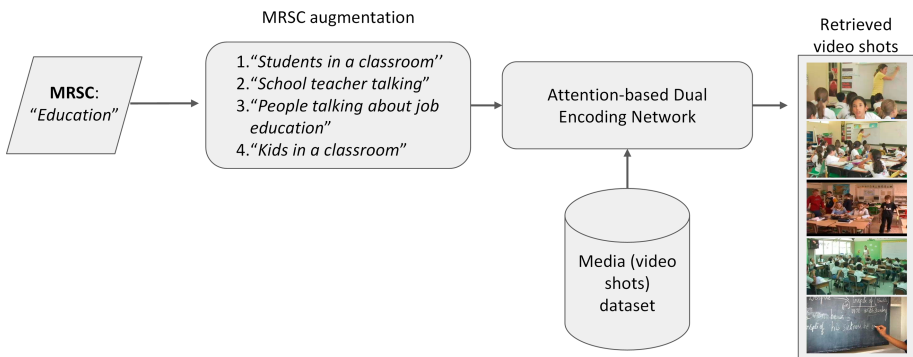 MRSC augmentation
Retrieved
video shots
MRSC:
“Education”
1.“Students in a classroom’’
2.“School teacher talking”
3.“People talking about job
education”
4.“Kids in a classroom”
Attention-based Dual
Encoding Network
Media (video
shots)
dataset